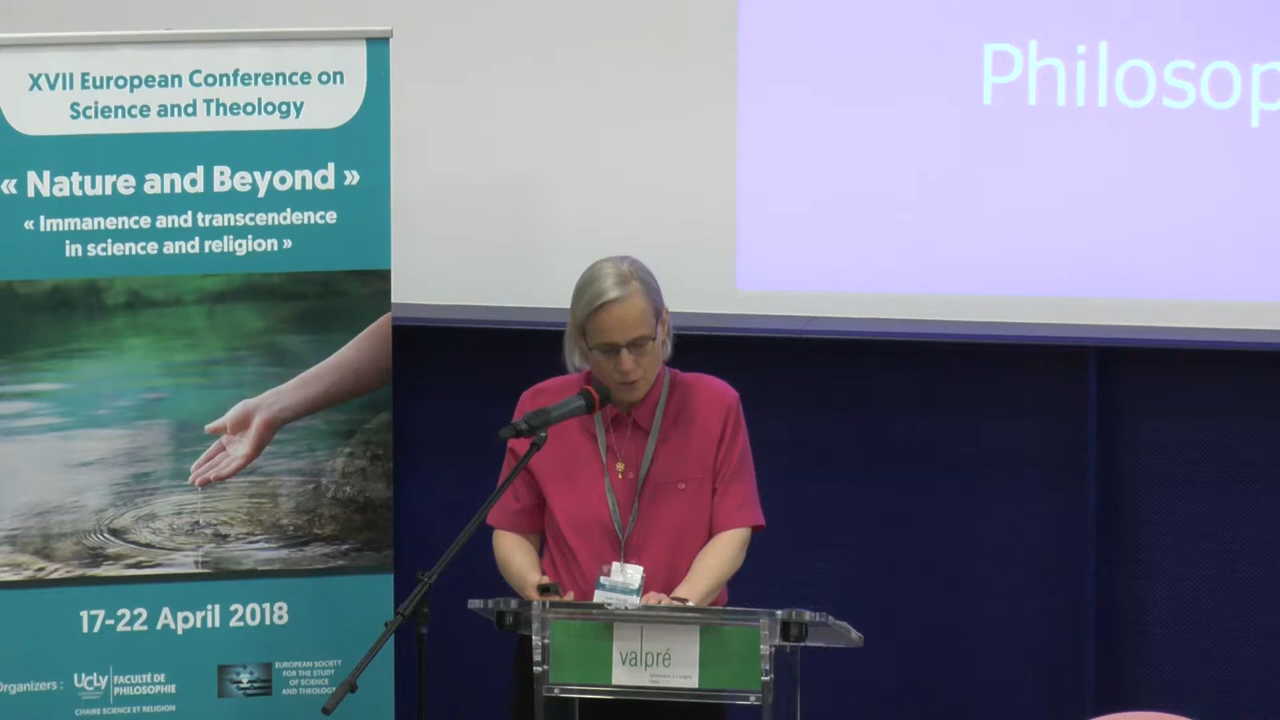 XVII European Conference on
Science and Theology
« Nature and Beyond »
« Immanence and transcendence
in science and religion »
17-22 April 2018
Organizers :
UCLy
FACULTÉ DE
PHILOSOPHIE
CHAIRE SCIENCE ET RELIGION
EUROPEAN SOCIETY
FOR THE STUDY
OF SCIENCE
AND THEOLOGY
Philosop
valpré